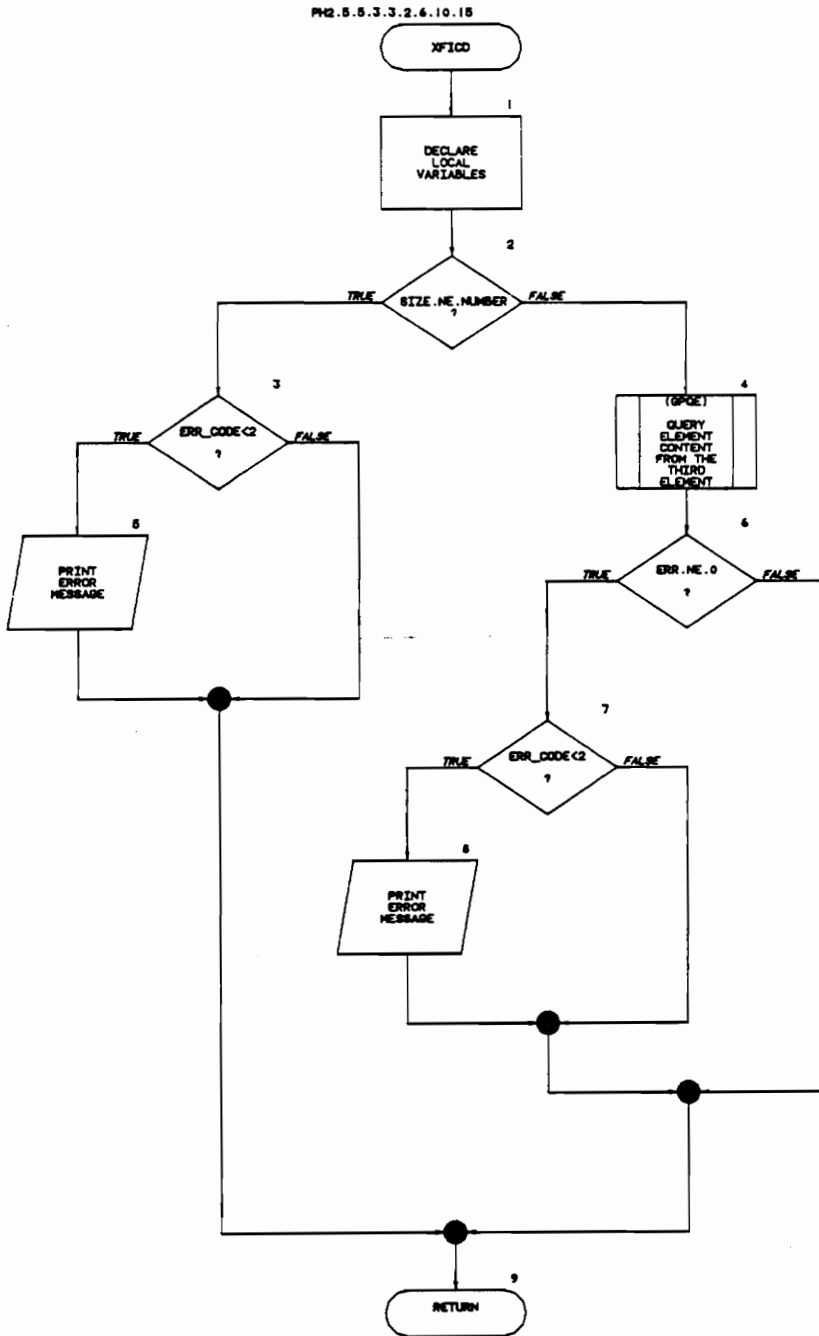 PH2.5.5.3.3.2.6.10.15
XFICD
1
DECLARE
LOCAL
VARIABLES
2
TRUE
SIZE.NE.NUMBER
?
FALSE
3
TRUE
ERR_CODE<2
?
FALSE
4
(GPQE)
QUERY
ELEMENT
CONTENT
FROM THE
THIRD
ELEMENT
5
PRINT
ERROR
MESSAGE
6
TRUE
ERR.NE.0
?
FALSE
7
TRUE
ERR_CODE<2
?
FALSE
8
PRINT
ERROR
MESSAGE
9
RETURN